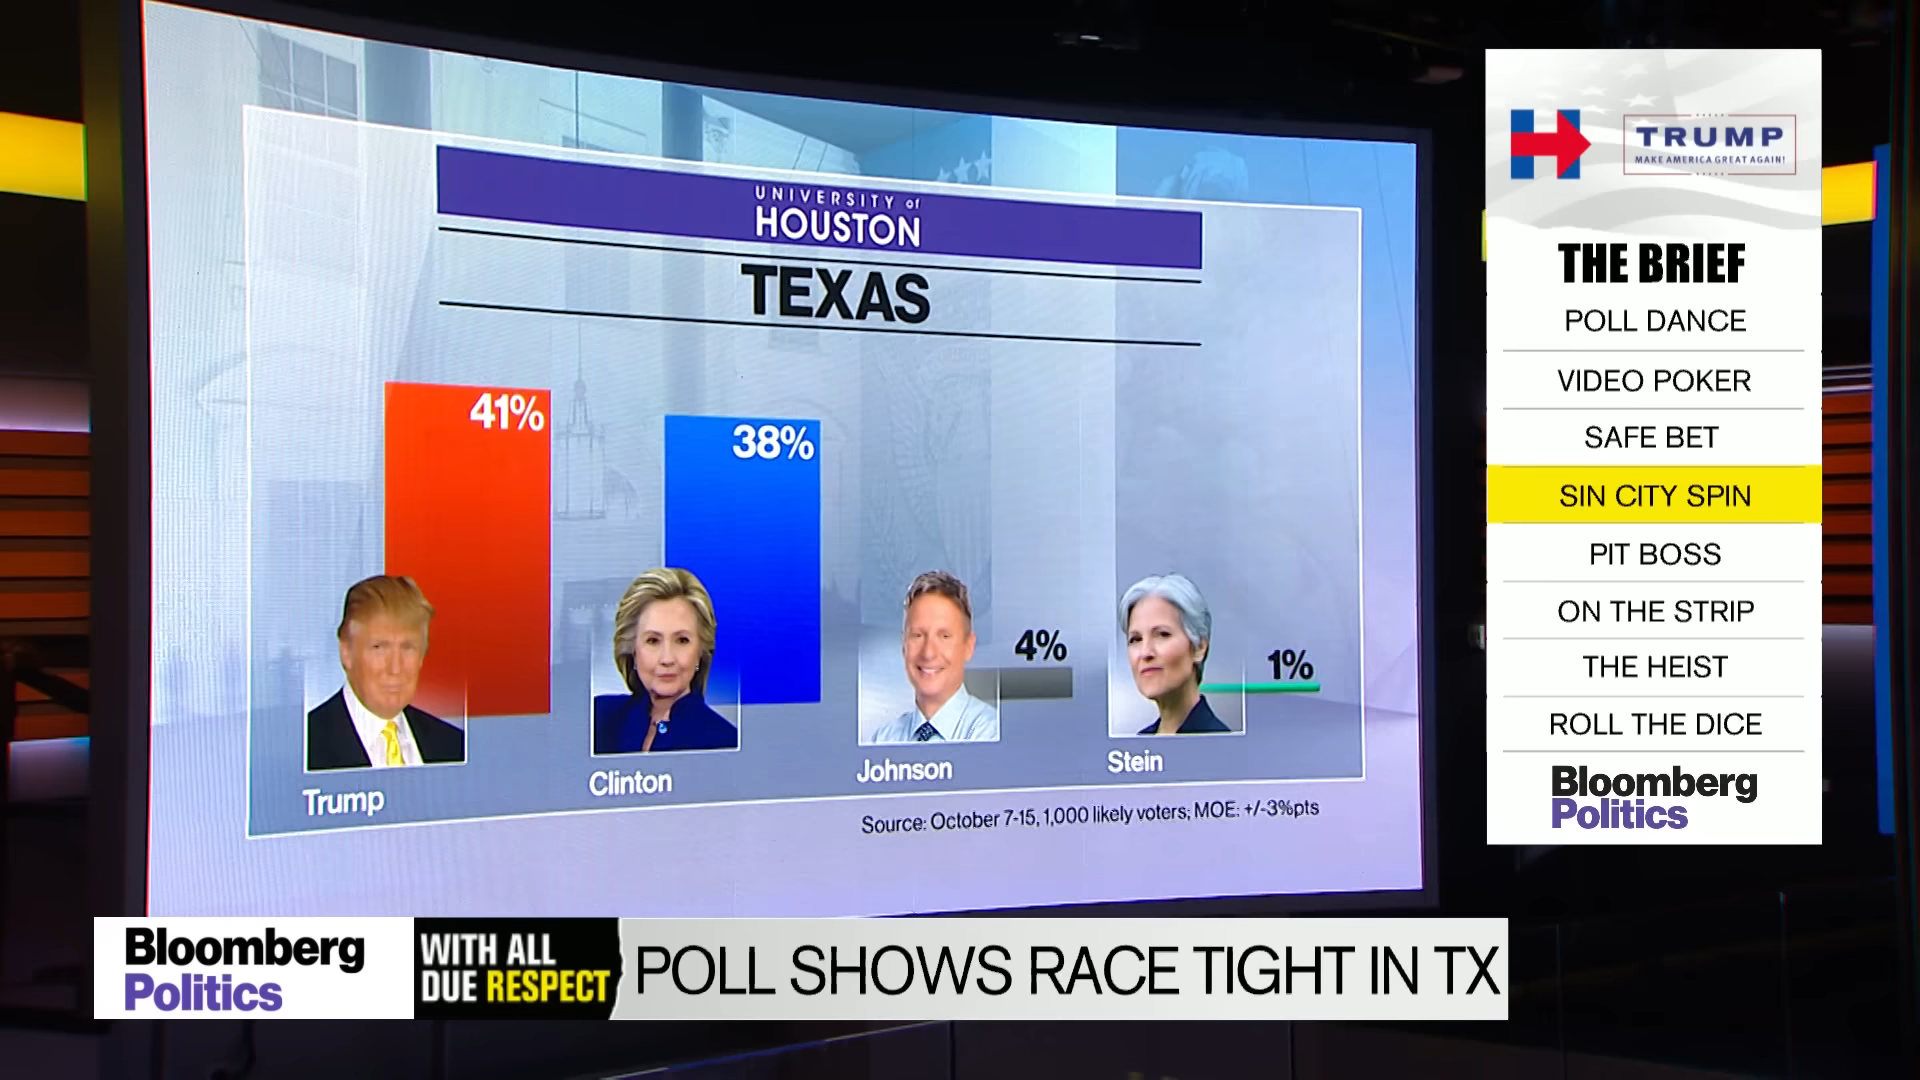 UNIVERSITY of
HOUSTON
TEXAS
41%
38%
4%
1%
Trump
Clinton
Johnson
Stein
Source: October 7-15, 1,000 likely voters; MOE: +/-3%pts
H
TRUMP
MAKE AMERICA GREAT AGAIN!
THE BRIEF
POLL DANCE
VIDEO POKER
SAFE BET
SIN CITY SPIN
PIT BOSS
ON THE STRIP
THE HEIST
ROLL THE DICE
Bloomberg
Politics
Bloomberg
Politics
WITH ALL
DUE RESPECT
POLL SHOWS RACE TIGHT IN TX